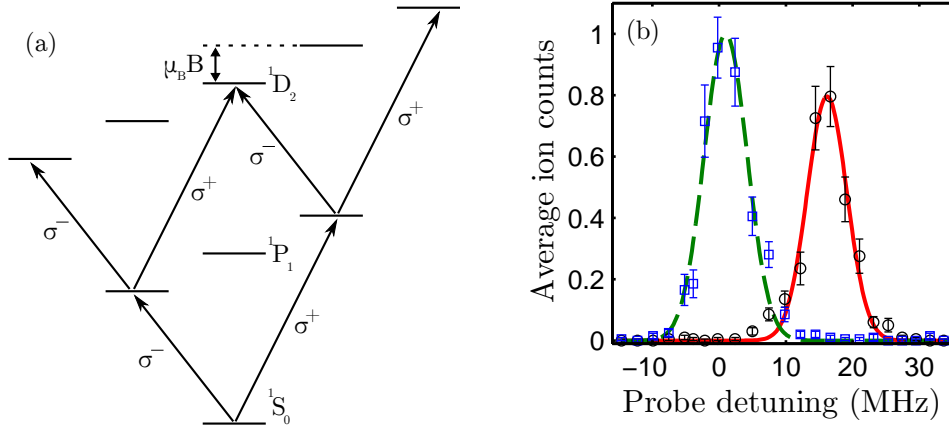 (a)
μ_B B
¹D₂
σ⁺
σ⁻
σ⁺
σ⁻
¹P₁
σ⁺
σ⁻
¹S₀
(b)
Average ion counts
1
0.8
0.6
0.4
0.2
0
−10 0 10 20 30
Probe detuning (MHz)